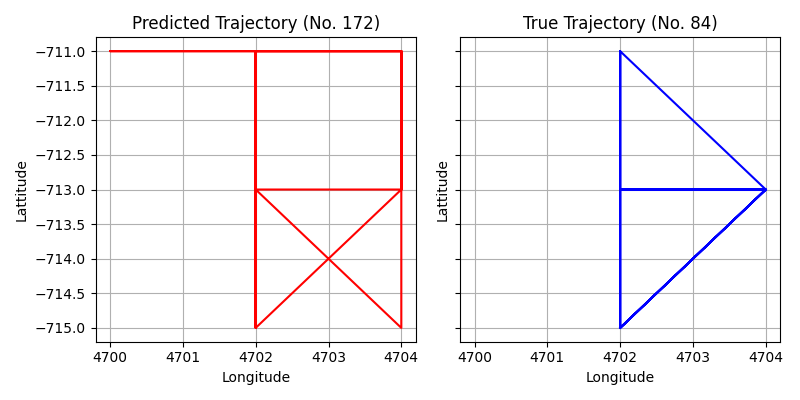 Predicted Trajectory (No. 172)
True Trajectory (No. 84)
−711.0
−711.5
−712.0
−712.5
−713.0
−713.5
−714.0
−714.5
−715.0
Lattitude
Lattitude
4700 4701 4702 4703 4704
4700 4701 4702 4703 4704
Longitude
Longitude